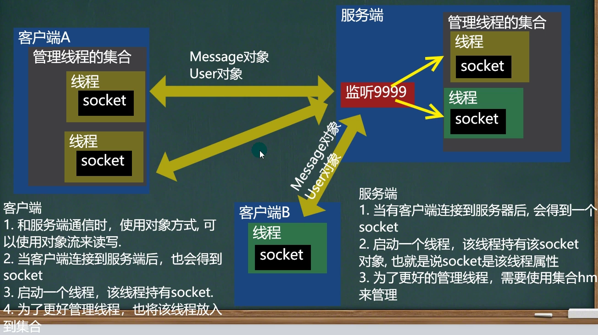 客户端A
管理线程的集合
线程
socket
线程
socket
Message对象
User对象
服务端
监听9999
管理线程的集合
线程
socket
线程
socket
Message对象
User对象
客户端B
线程
socket
客户端
1. 和服务端通信时，使用对象方式, 可
以使用对象流来读写.
2. 当客户端连接到服务端后，也会得到
socket
3. 启动一个线程，该线程持有socket.
4. 为了更好管理线程，也将该线程放入
到集合
服务端
1. 当有客户端连接到服务器后, 会得到一个
socket
2. 启动一个线程，该线程持有该socket
对象, 也就是说socket是该线程属性
3. 为了更好的管理线程，需要使用集合hm
来管理